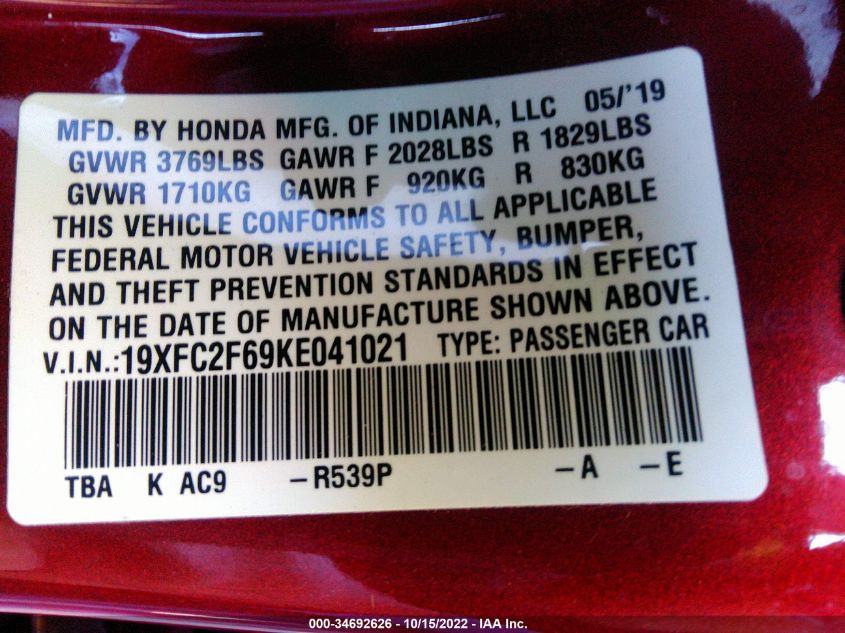 MFD. BY HONDA MFG. OF INDIANA, LLC 05/'19
GVWR 3769LBS GAWR F 2028LBS R 1829LBS
GVWR 1710KG GAWR F 920KG R 830KG
THIS VEHICLE CONFORMS TO ALL APPLICABLE
FEDERAL MOTOR VEHICLE SAFETY, BUMPER,
AND THEFT PREVENTION STANDARDS IN EFFECT
ON THE DATE OF MANUFACTURE SHOWN ABOVE.
V.I.N.:19XFC2F69KE041021 TYPE: PASSENGER CAR
TBA K AC9 -R539P -A -E
000-34692626 - 10/15/2022 - IAA Inc.